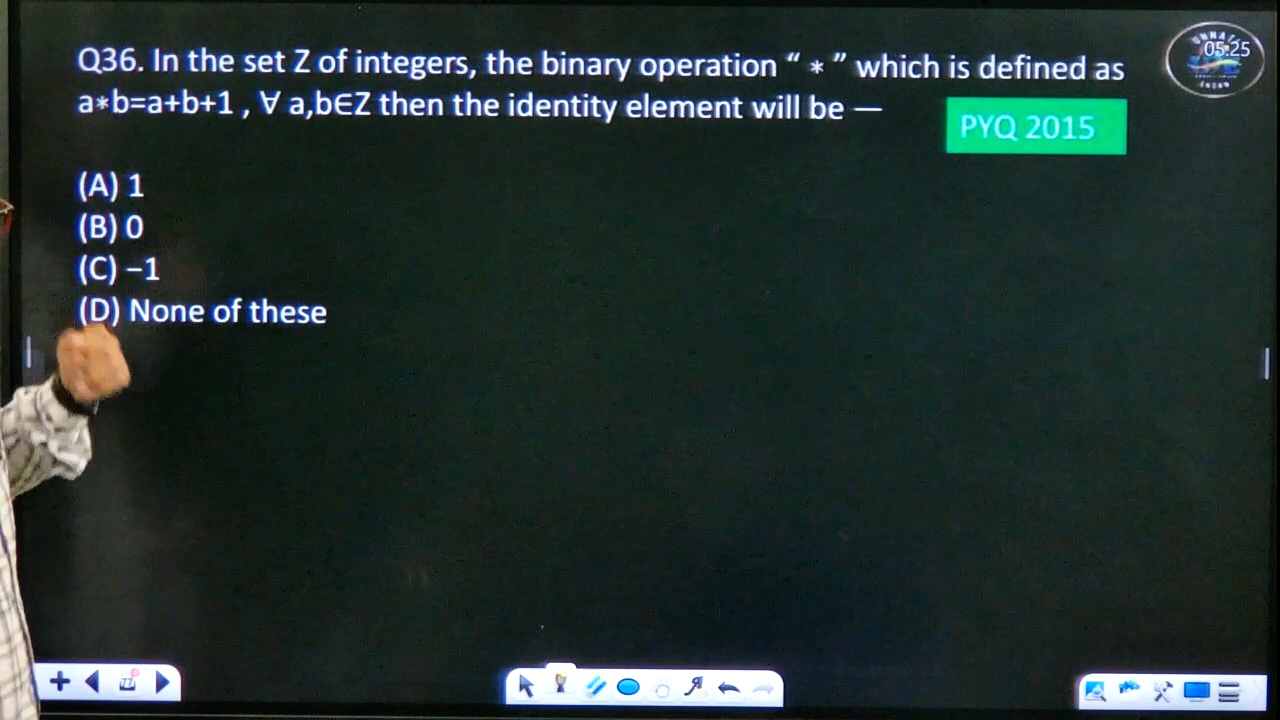 Q36. In the set Z of integers, the binary operation “ * ” which is defined as
a*b=a+b+1 , ∀ a,b∈Z then the identity element will be —
PYQ 2015
(A) 1
(B) 0
(C) –1
(D) None of these
05:25